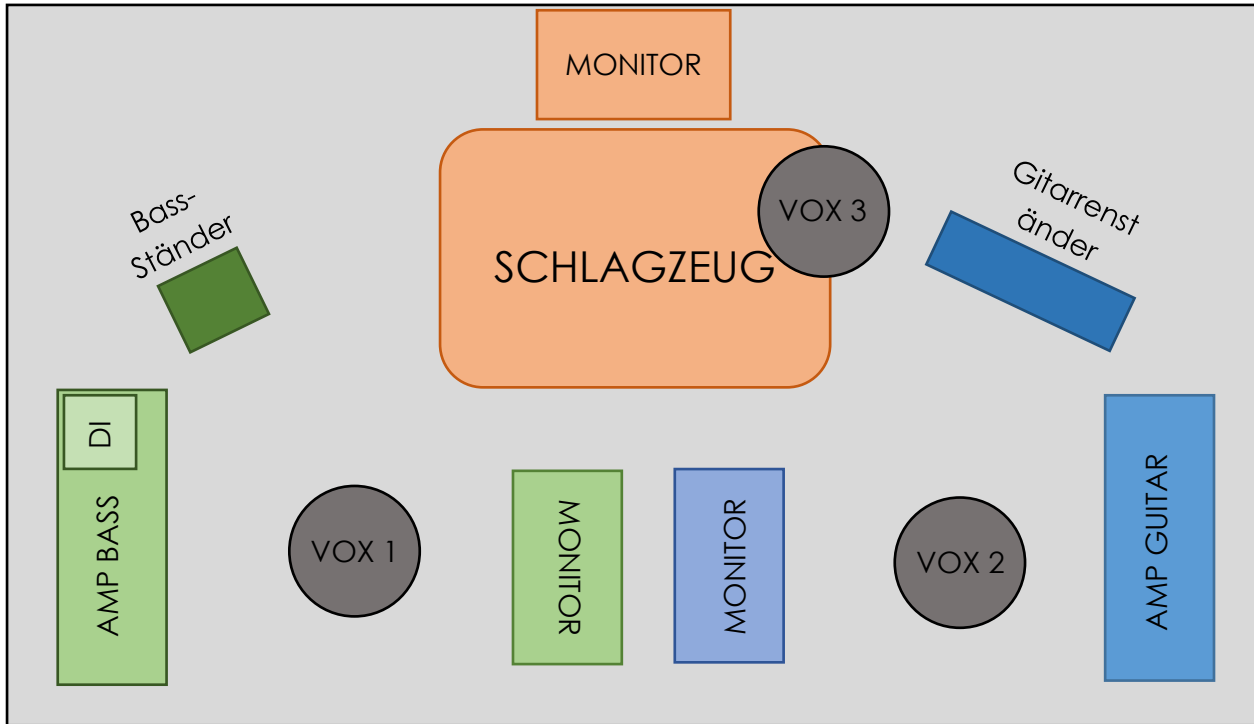 MONITOR
Bass-
Ständer
SCHLAGZEUG
VOX 3
Gitarrenst
änder
DI
AMP BASS
VOX 1
MONITOR
MONITOR
VOX 2
AMP GUITAR